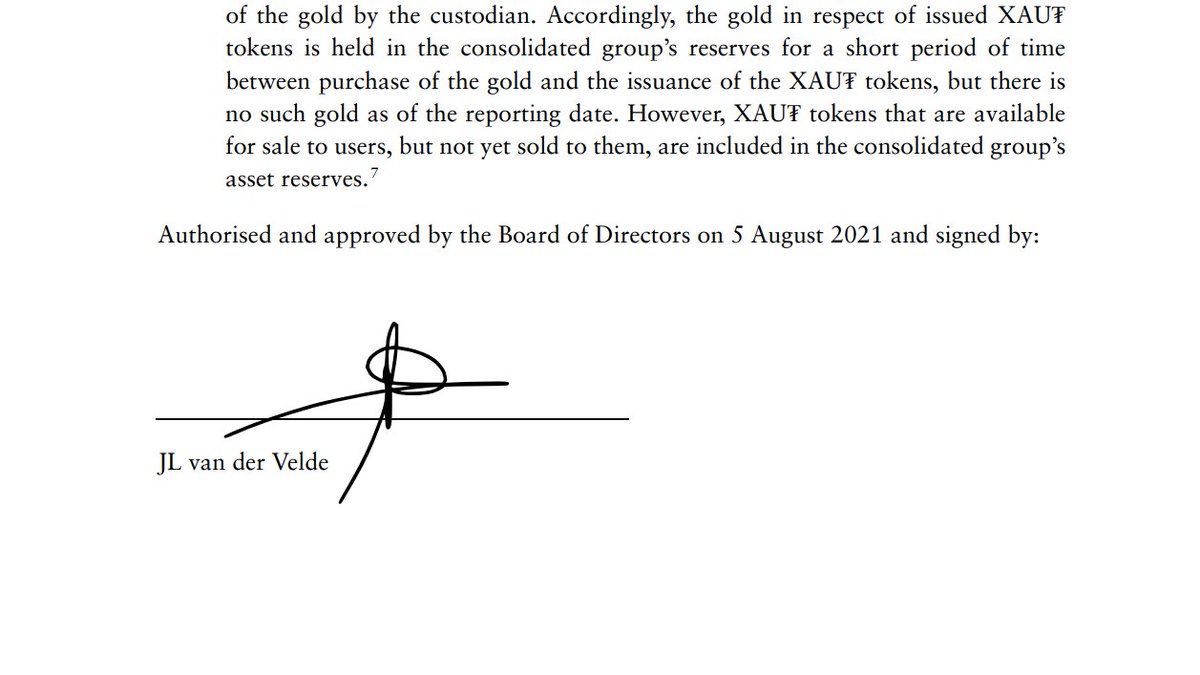 of the gold by the custodian. Accordingly, the gold in respect of issued XAU₮
tokens is held in the consolidated group’s reserves for a short period of time
between purchase of the gold and the issuance of the XAU₮ tokens, but there is
no such gold as of the reporting date. However, XAU₮ tokens that are available
for sale to users, but not yet sold to them, are included in the consolidated group’s
asset reserves.⁷
Authorised and approved by the Board of Directors on 5 August 2021 and signed by:
JL van der Velde